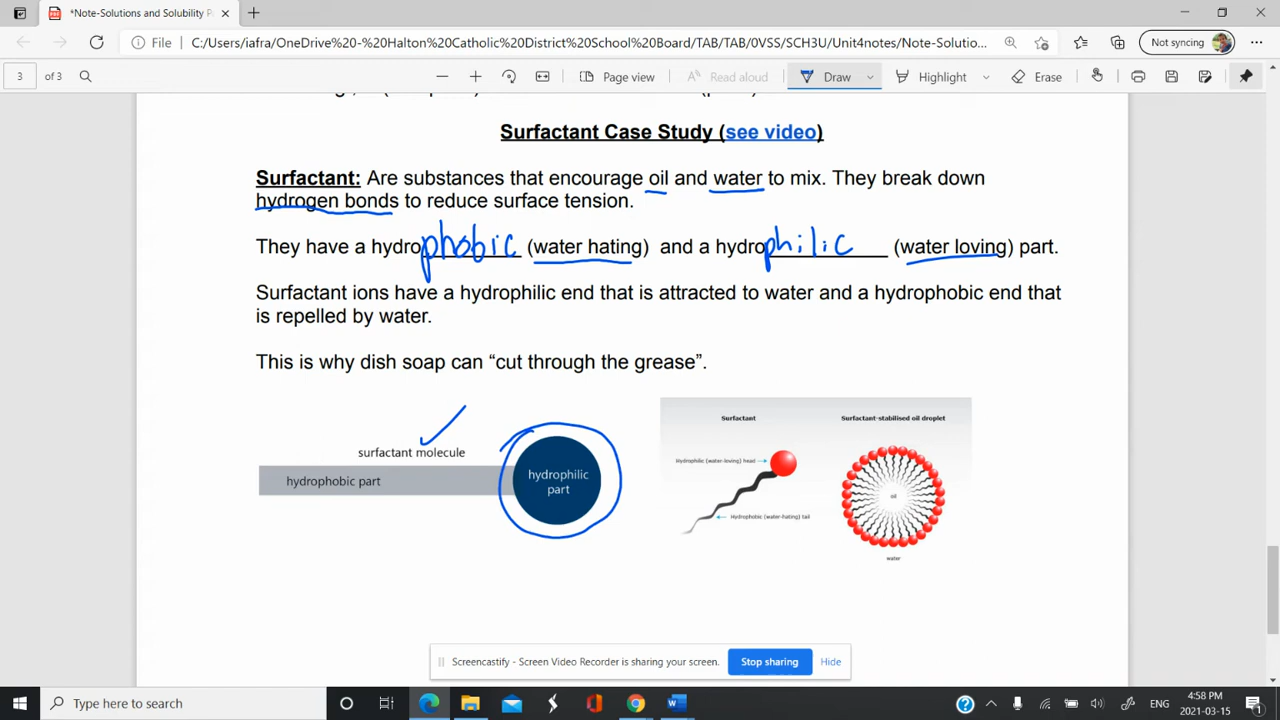 *Note-Solutions and Solubility P
File
C:/Users/iafra/OneDrive%20-%20Halton%20Catholic%20District%20School%20Board/TAB/TAB/0VSS/SCH3U/Unit4notes/Note-Solutio...
Not syncing
3 of 3
Page view
Read aloud
Draw
Highlight
Erase
Surfactant Case Study (see video)
Surfactant: Are substances that encourage oil and water to mix. They break down
hydrogen bonds to reduce surface tension.
They have a hydrophobic (water hating) and a hydrophilic (water loving) part.
Surfactant ions have a hydrophilic end that is attracted to water and a hydrophobic end that
is repelled by water.
This is why dish soap can “cut through the grease”.
surfactant molecule
hydrophobic part
hydrophilic
part
Surfactant
Hydrophilic (water-loving) head
Hydrophobic (water-hating) tail
Surfactant-stabilised oil droplet
oil
water
Screencastify - Screen Video Recorder is sharing your screen.
Stop sharing
Hide
Type here to search
ENG
4:58 PM
2021-03-15